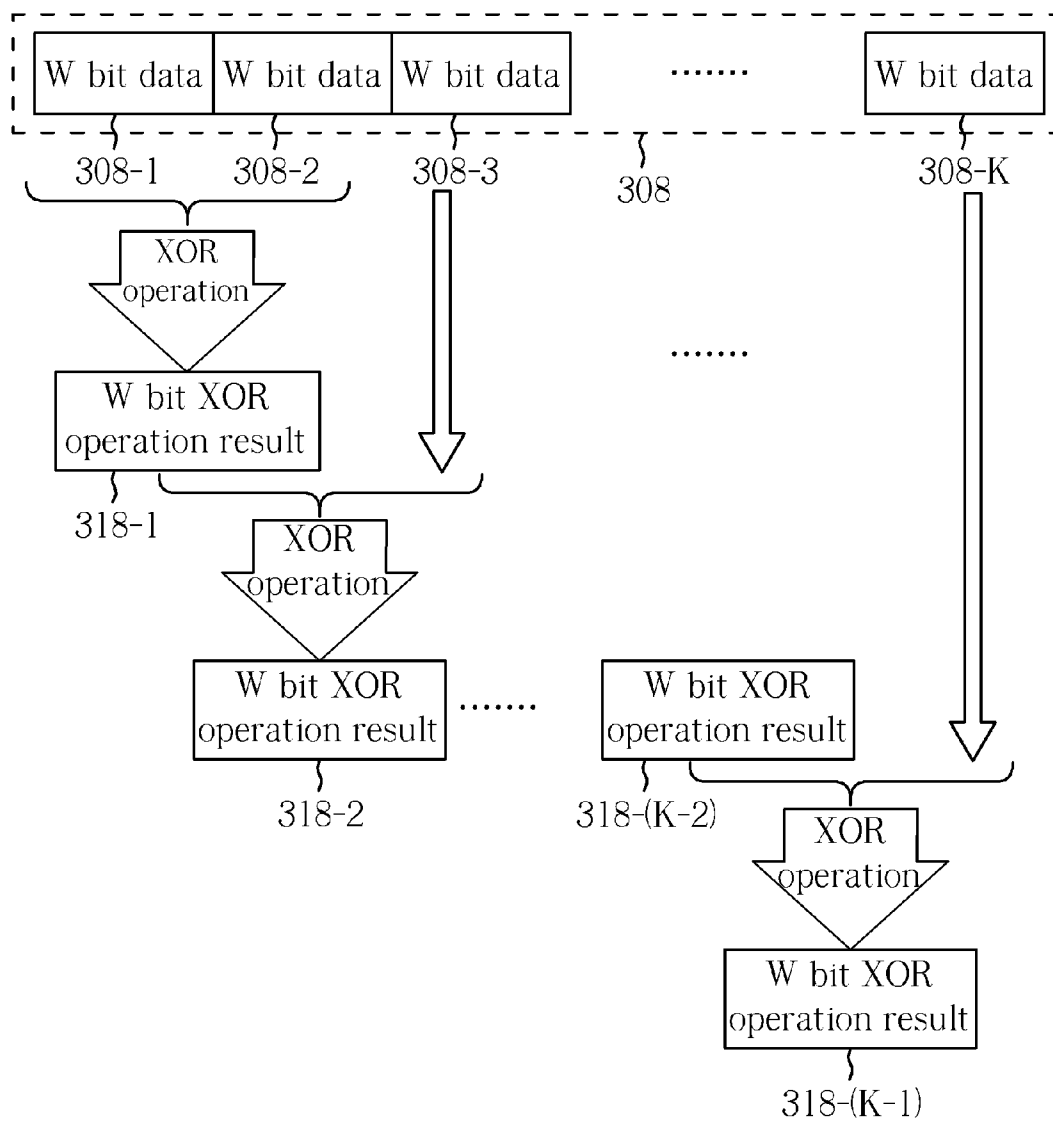 W bit data W bit data W bit data ······· W bit data
308-1 308-2 308-3 308 308-K
XOR
operation
·······
W bit XOR
operation result
318-1
XOR
operation
W bit XOR
operation result
·······
W bit XOR
operation result
318-2
318-(K-2)
XOR
operation
W bit XOR
operation result
318-(K-1)